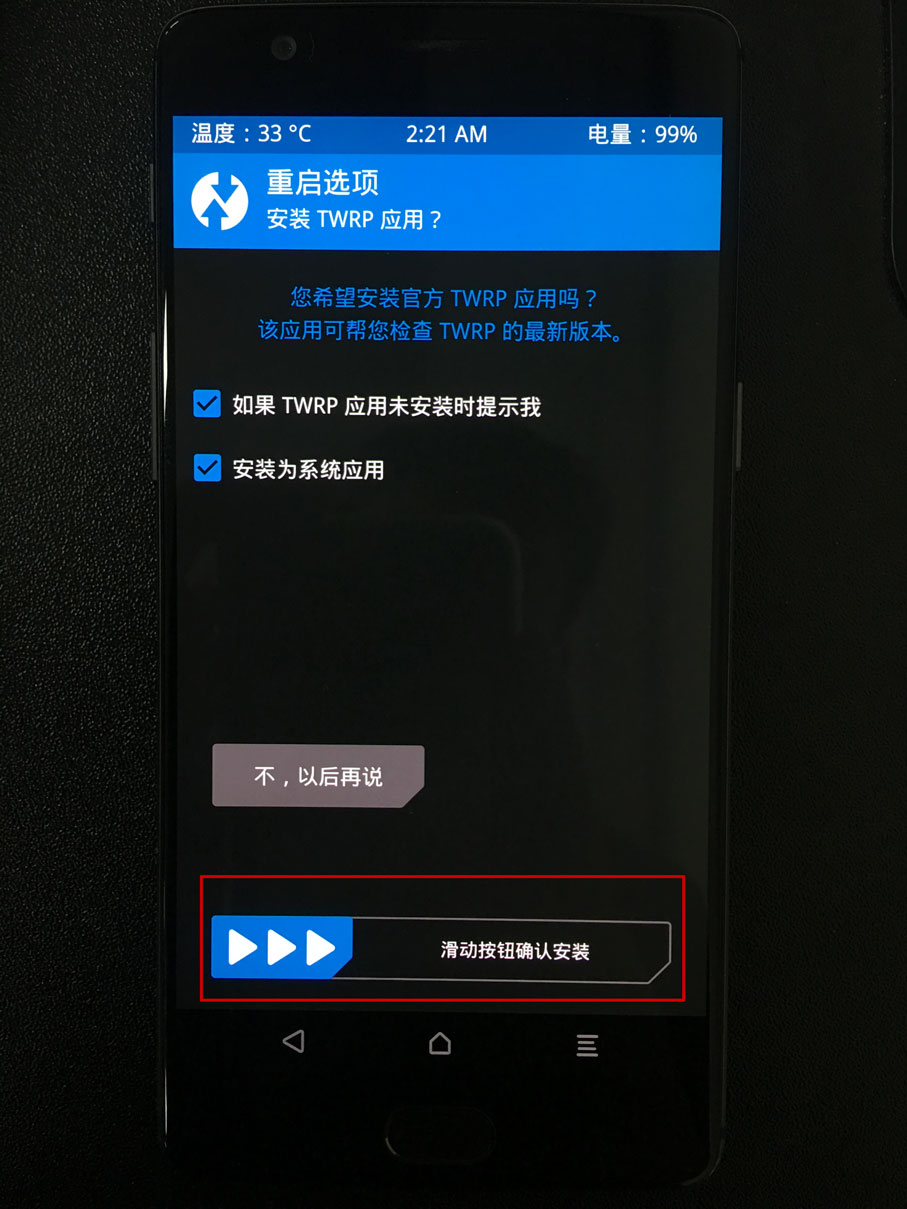 温度：33 °C 2:21 AM 电量：99%
重启选项
安装 TWRP 应用？
您希望安装官方 TWRP 应用吗？
该应用可帮您检查 TWRP 的最新版本。
如果 TWRP 应用未安装时提示我
安装为系统应用
不，以后再说
滑动按钮确认安装